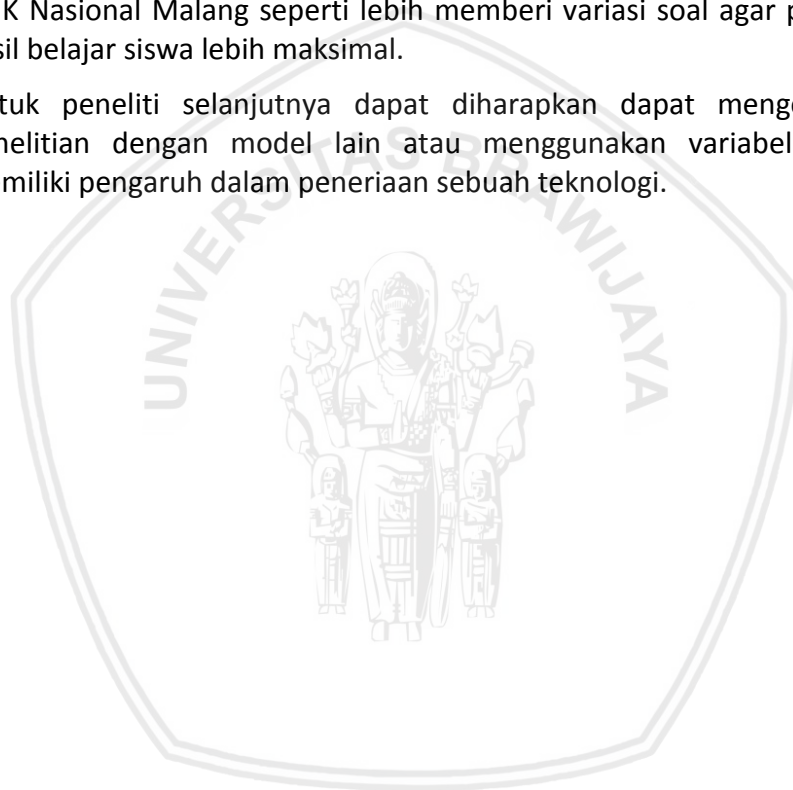 K Nasional Malang seperti lebih memberi variasi soal agar p
sil belajar siswa lebih maksimal.
tuk peneliti selanjutnya dapat diharapkan dapat meng
nelitian dengan model lain atau menggunakan variabel
miliki pengaruh dalam peneriaan sebuah teknologi.
UNIVERSITAS BRAWIJAYA